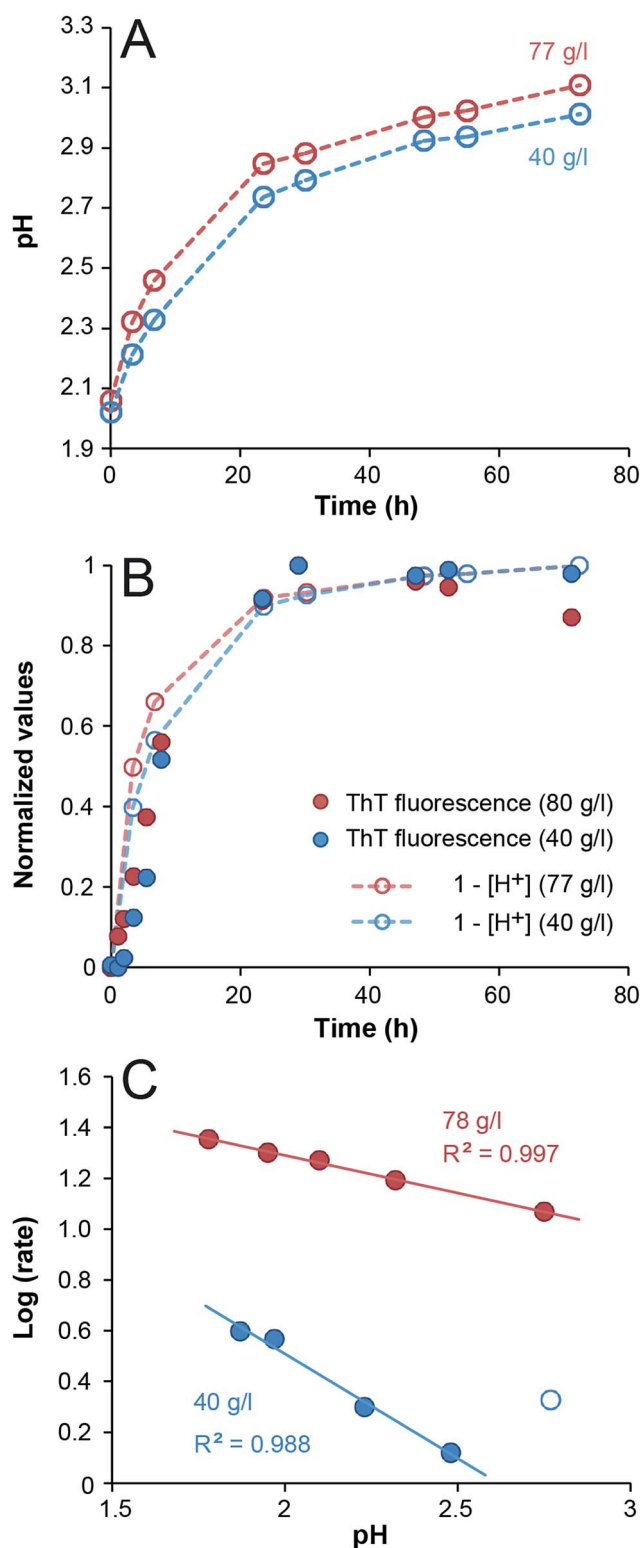 A
3.3
3.1
2.9
2.7
2.5
2.3
2.1
1.9
pH
77 g/l
40 g/l
0 20 40 60 80
Time (h)
B
1
0.8
0.6
0.4
0.2
0
Normalized values
ThT fluorescence (80 g/l)
ThT fluorescence (40 g/l)
1 - [H⁺] (77 g/l)
1 - [H⁺] (40 g/l)
0 20 40 60 80
Time (h)
C
1.6
1.4
1.2
1.0
0.8
0.6
0.4
0.2
0
Log (rate)
78 g/l
R² = 0.997
40 g/l
R² = 0.988
1.5 2 2.5 3
pH